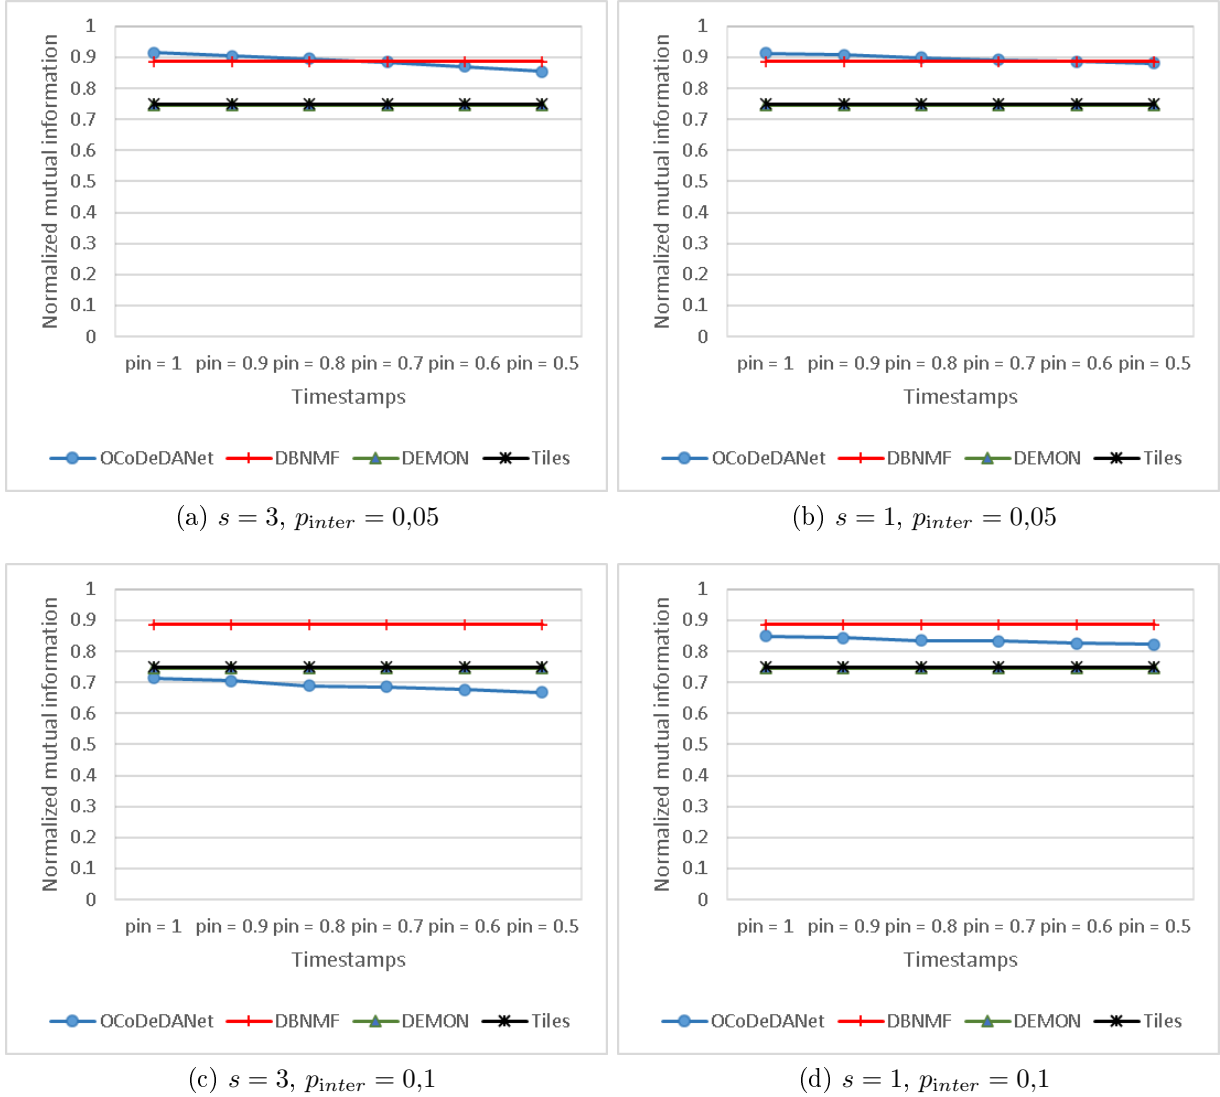 1
0.9
0.8
0.7
0.6
0.5
0.4
0.3
0.2
0.1
0
Normalized mutual information
pin = 1 pin = 0.9 pin = 0.8 pin = 0.7 pin = 0.6 pin = 0.5
Timestamps
OCoDeDANet DBNMF DEMON Tiles
(a) s = 3, pinter = 0,05
1
0.9
0.8
0.7
0.6
0.5
0.4
0.3
0.2
0.1
0
Normalized mutual information
pin = 1 pin = 0.9 pin = 0.8 pin = 0.7 pin = 0.6 pin = 0.5
Timestamps
OCoDeDANet DBNMF DEMON Tiles
(b) s = 1, pinter = 0,05
1
0.9
0.8
0.7
0.6
0.5
0.4
0.3
0.2
0.1
0
Normalized mutual information
pin = 1 pin = 0.9 pin = 0.8 pin = 0.7 pin = 0.6 pin = 0.5
Timestamps
OCoDeDANet DBNMF DEMON Tiles
(c) s = 3, pinter = 0,1
1
0.9
0.8
0.7
0.6
0.5
0.4
0.3
0.2
0.1
0
Normalized mutual information
pin = 1 pin = 0.9 pin = 0.8 pin = 0.7 pin = 0.6 pin = 0.5
Timestamps
OCoDeDANet DBNMF DEMON Tiles
(d) s = 1, pinter = 0,1